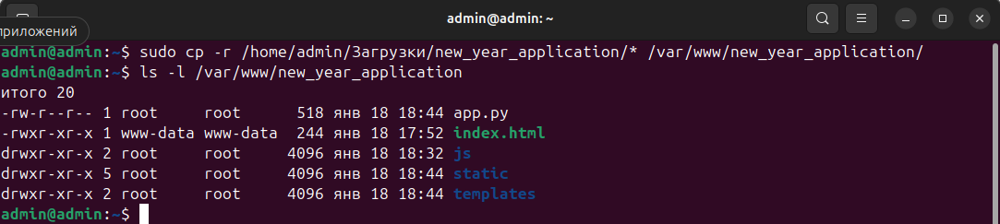 admin@admin: ~
приложений
admin@admin:~$ sudo cp -r /home/admin/Загрузки/new_year_application/* /var/www/new_year_application/
admin@admin:~$ ls -l /var/www/new_year_application
итого 20
-rw-r--r-- 1 root     root      518 янв 18 18:44 app.py
-rwxr-xr-x 1 www-data www-data  244 янв 18 17:52 index.html
drwxr-xr-x 2 root     root     4096 янв 18 18:32 js
drwxr-xr-x 5 root     root     4096 янв 18 18:44 static
drwxr-xr-x 2 root     root     4096 янв 18 18:44 templates
admin@admin:~$